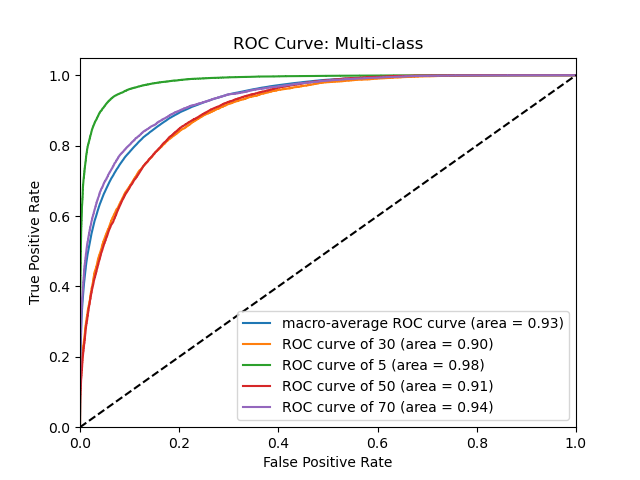 ROC Curve: Multi-class
True Positive Rate
1.0
0.8
0.6
0.4
0.2
0.0
macro-average ROC curve (area = 0.93)
ROC curve of 30 (area = 0.90)
ROC curve of 5 (area = 0.98)
ROC curve of 50 (area = 0.91)
ROC curve of 70 (area = 0.94)
0.0 0.2 0.4 0.6 0.8 1.0
False Positive Rate